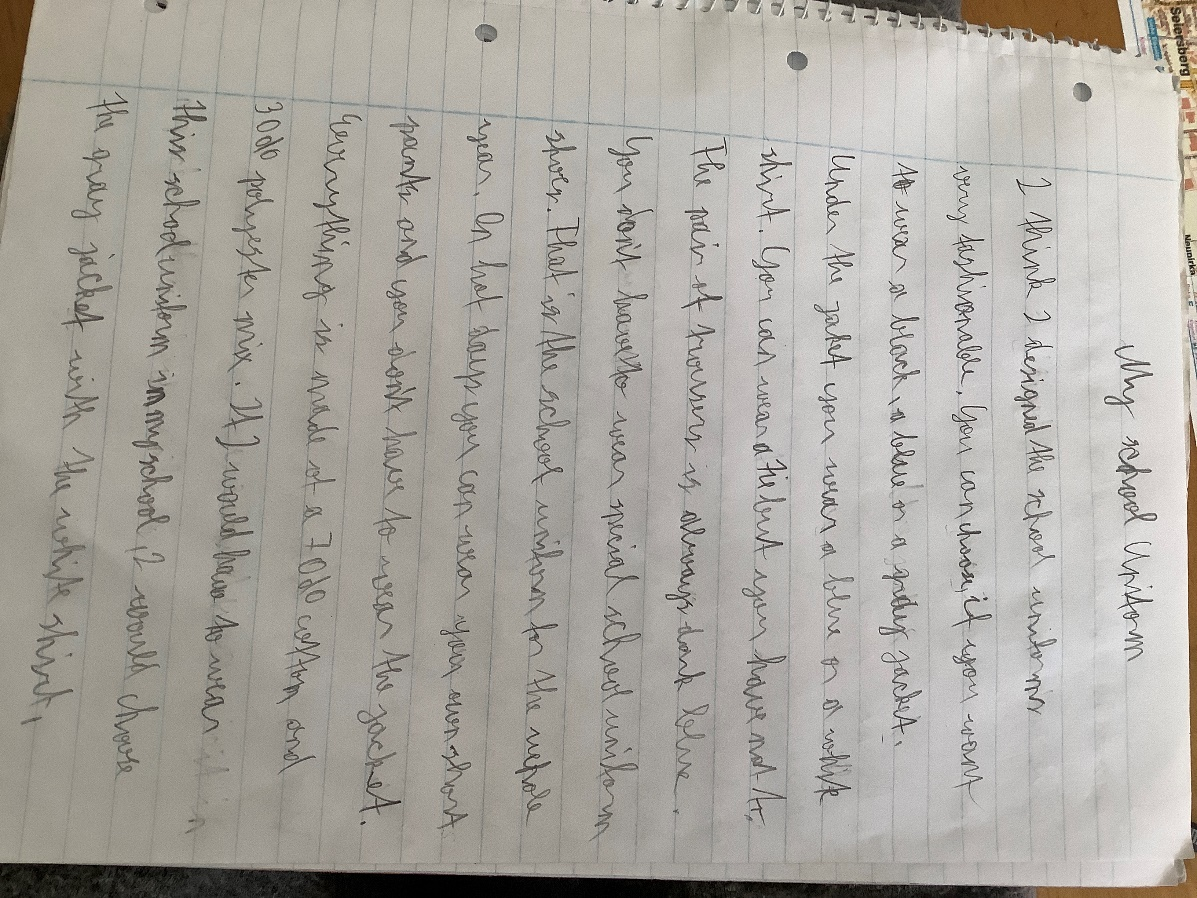 My school Uniform
I think I designed the school uniform
very fashionable. You can choose, if you want
to wear a black, a blue or a grey jacket.
Under the jaket you wear a blue or a white
shirt. You can wear a tie but you have not to.
The pair of trousers is always dark blue.
You don't have to wear special school uniform
shoes. That is the school uniform for the whole
year. In hot days you can wear your own short
pants and you don't have to wear the jacket.
Everything is made of a 70% cotton and
30% polyester mix. If I would have to wear
this school uniform in my school, I would choose
the gray jacket with the white shirt.
Seiersberg
Neupirka